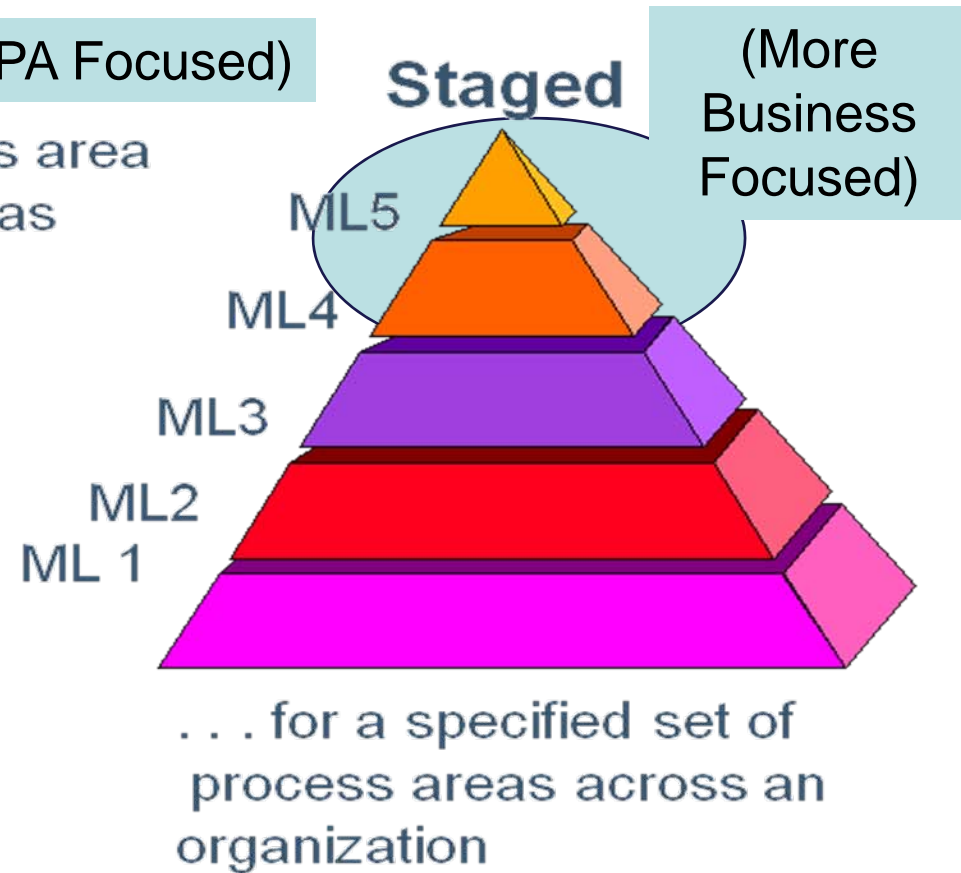 PA Focused)
s area
as
Staged
(More
Business
Focused)
ML5
ML4
ML3
ML2
ML 1
. . . for a specified set of
process areas across an
organization